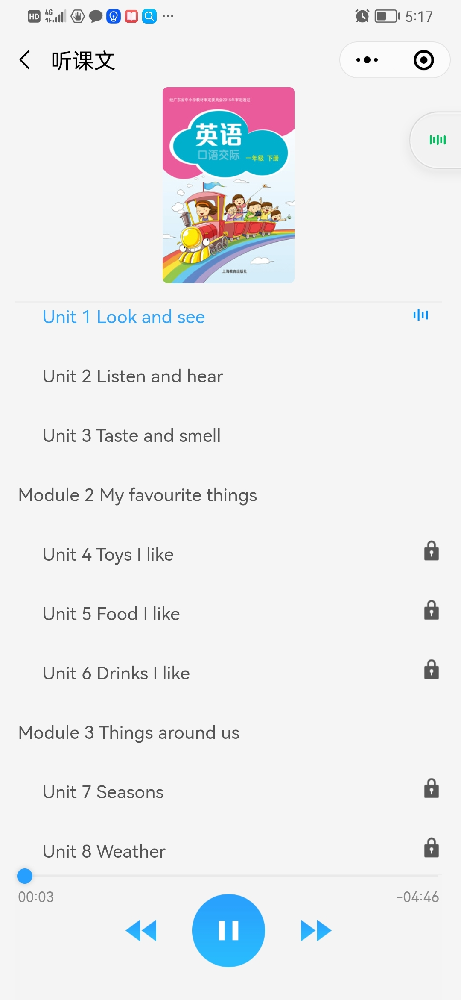 HD 4G 5:17
听课文
经广东省中小学教材审定委员会2015年审定通过
英语
口语交际
一年级 下册
上海教育出版社
Unit 1 Look and see
Unit 2 Listen and hear
Unit 3 Taste and smell
Module 2 My favourite things
Unit 4 Toys I like
Unit 5 Food I like
Unit 6 Drinks I like
Module 3 Things around us
Unit 7 Seasons
Unit 8 Weather
00:03 -04:46